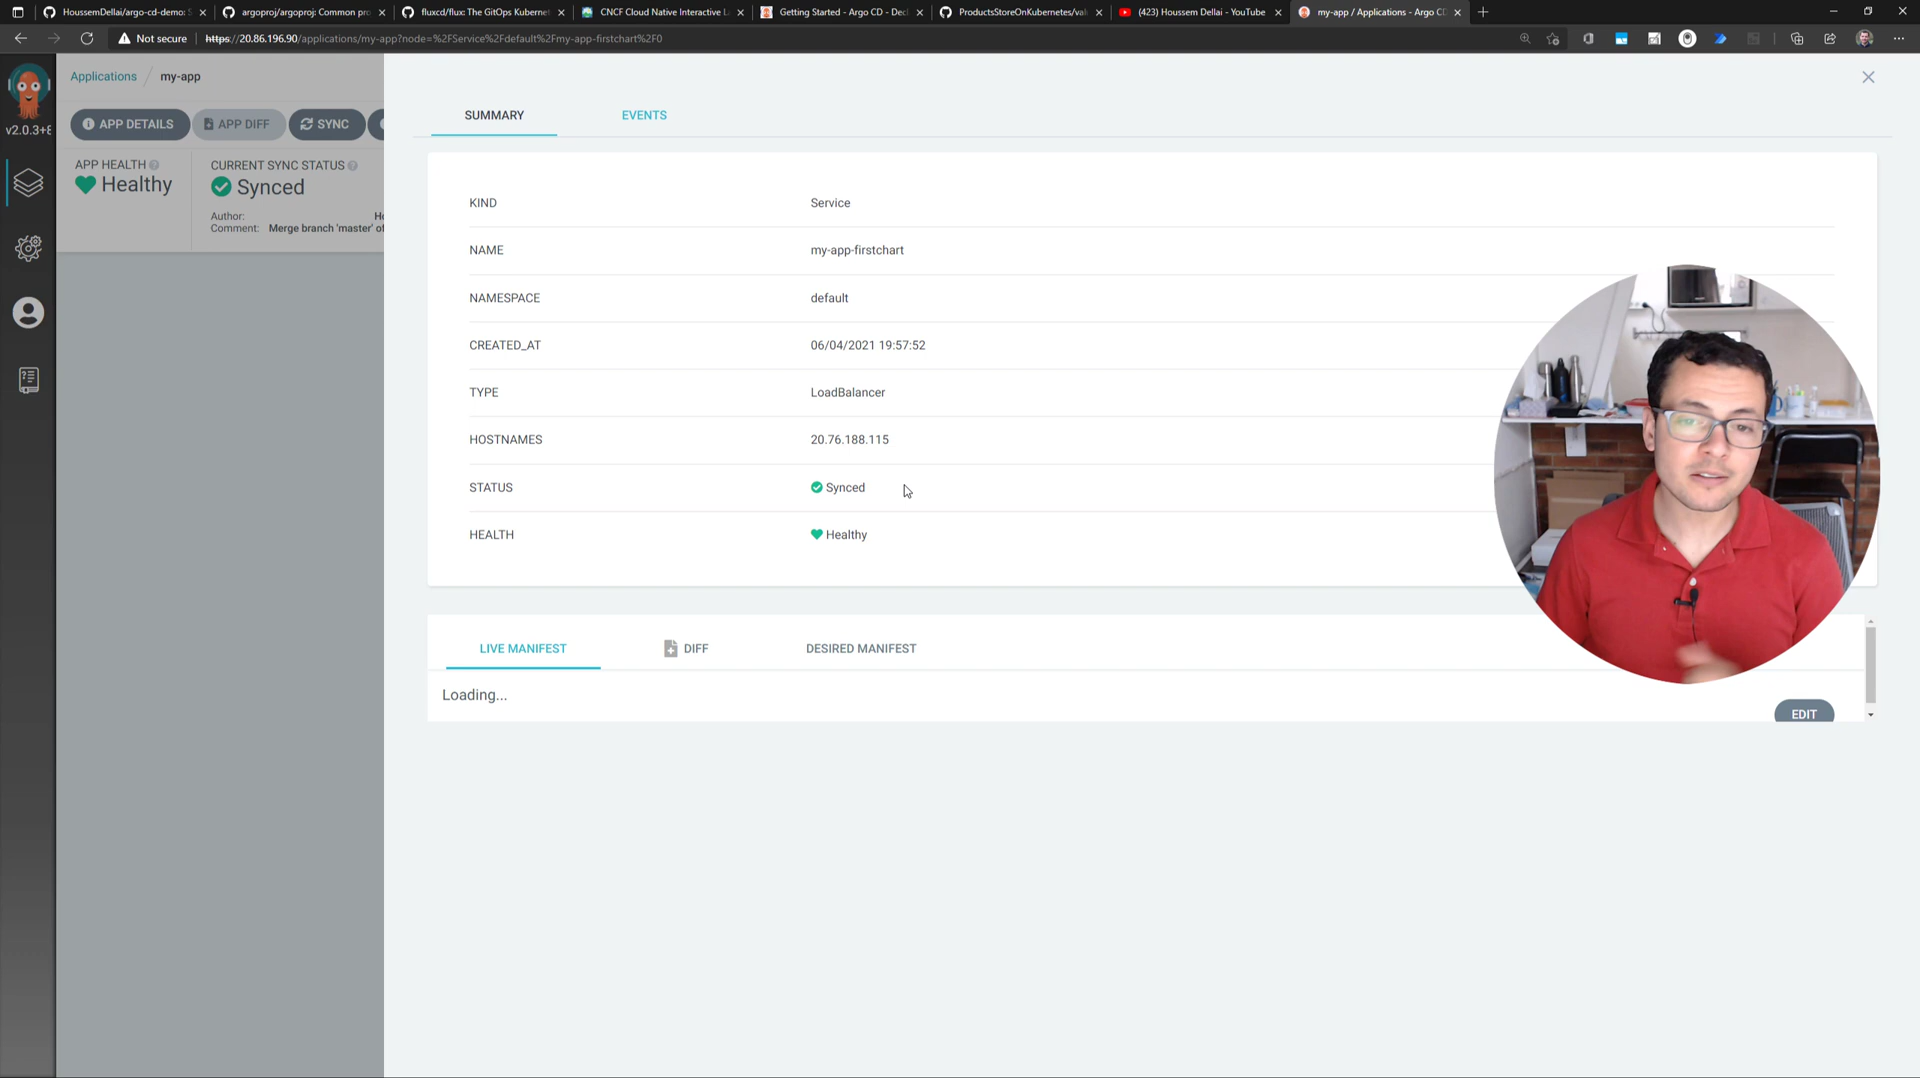 HoussemDellai/argo-cd-demo: S
argoproj/argoproj: Common pro
fluxcd/flux: The GitOps Kubernet
CNCF Cloud Native Interactive L
Getting Started - Argo CD - Decl
ProductsStoreOnKubernetes/val
(423) Houssem Dellai - YouTube
my-app / Applications - Argo CD
Not secure
https://20.86.196.90/applications/my-app?node=%2FService%2Fdefault%2Fmy-app-firstchart%2F0
v2.0.3+8
Applications / my-app
APP DETAILS
APP DIFF
SYNC
APP HEALTH
Healthy
CURRENT SYNC STATUS
Synced
Author: Ho
Comment: Merge branch 'master' of
SUMMARY
EVENTS
KIND Service
NAME my-app-firstchart
NAMESPACE default
CREATED_AT 06/04/2021 19:57:52
TYPE LoadBalancer
HOSTNAMES 20.76.188.115
STATUS Synced
HEALTH Healthy
LIVE MANIFEST
DIFF
DESIRED MANIFEST
Loading...
EDIT